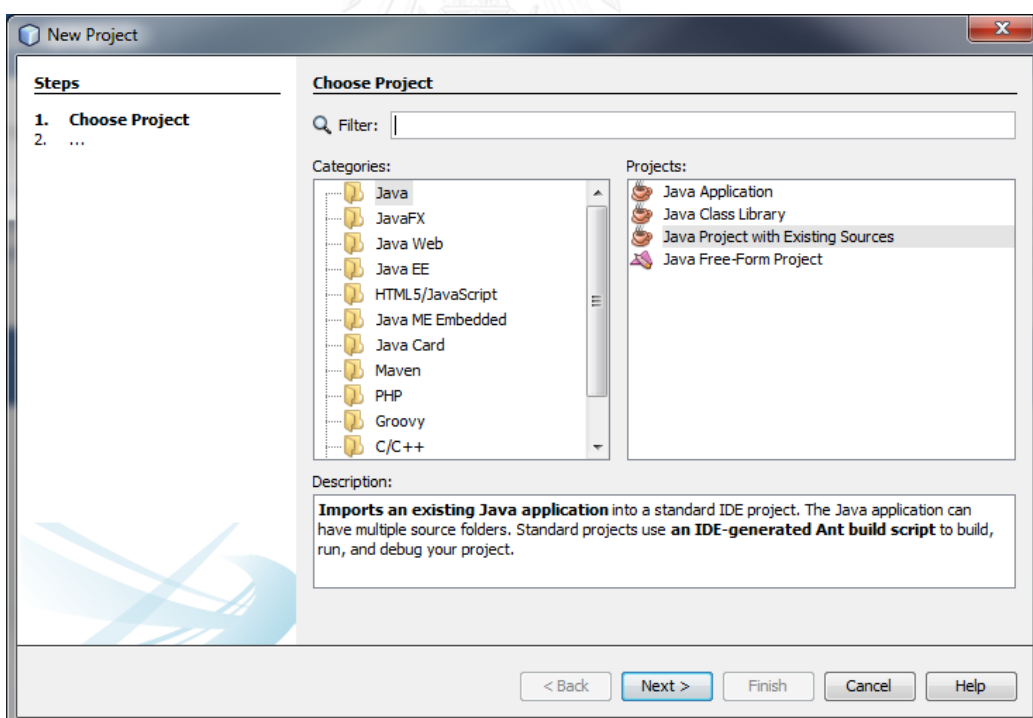 New Project
Steps
1. Choose Project
2. ...
Choose Project
Filter:
Categories:
Java
JavaFX
Java Web
Java EE
HTML5/JavaScript
Java ME Embedded
Java Card
Maven
PHP
Groovy
C/C++
Projects:
Java Application
Java Class Library
Java Project with Existing Sources
Java Free-Form Project
Description:
Imports an existing Java application into a standard IDE project. The Java application can
have multiple source folders. Standard projects use an IDE-generated Ant build script to build,
run, and debug your project.
< Back
Next >
Finish
Cancel
Help